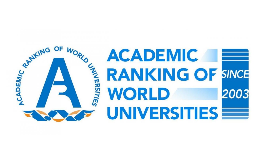 ACADEMIC RANKING OF WORLD UNIVERSITIES
A
ACADEMIC
RANKING OF
WORLD
UNIVERSITIES
SINCE
2003